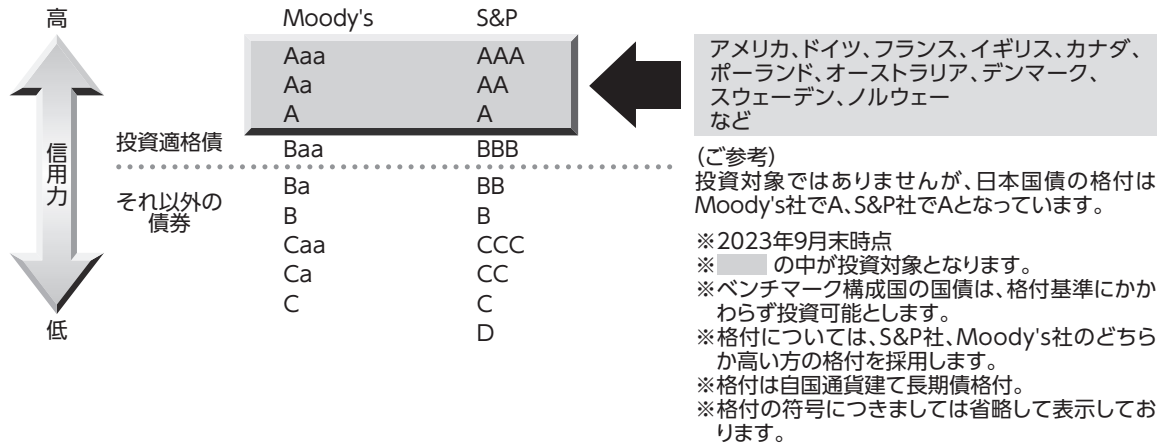 高
Moody's S&P
Aaa AAA
Aa AA
A A
投資適格債 Baa BBB
信用力
それ以外の
債券
Ba BB
B B
Caa CCC
Ca CC
C C
D
低
アメリカ、ドイツ、フランス、イギリス、カナダ、
ポーランド、オーストラリア、デンマーク、
スウェーデン、ノルウェー
など
(ご参考)
投資対象ではありませんが、日本国債の格付は
Moody's社でA、S&P社でAとなっています。
※2023年9月末時点
※ の中が投資対象となります。
※ベンチマーク構成国の国債は、格付基準にかか
わらず投資可能とします。
※格付については、S&P社、Moody's社のどちら
か高い方の格付を採用します。
※格付は自国通貨建て長期債格付。
※格付の符号につきましては省略して表示してお
ります。